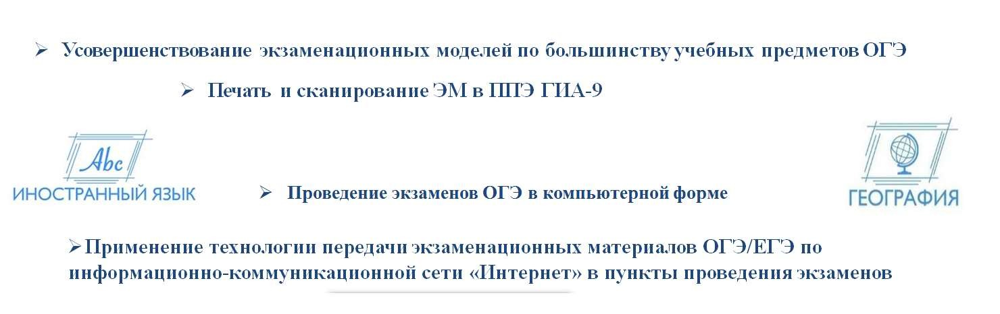 ➢ Усовершенствование экзаменационных моделей по большинству учебных предметов ОГЭ
➢ Печать и сканирование ЭМ в ППЭ ГИА-9
Abc
ИНОСТРАННЫЙ ЯЗЫК
➢ Проведение экзаменов ОГЭ в компьютерной форме
ГЕОГРАФИЯ
➢Применение технологии передачи экзаменационных материалов ОГЭ/ЕГЭ по
информационно-коммуникационной сети «Интернет» в пункты проведения экзаменов